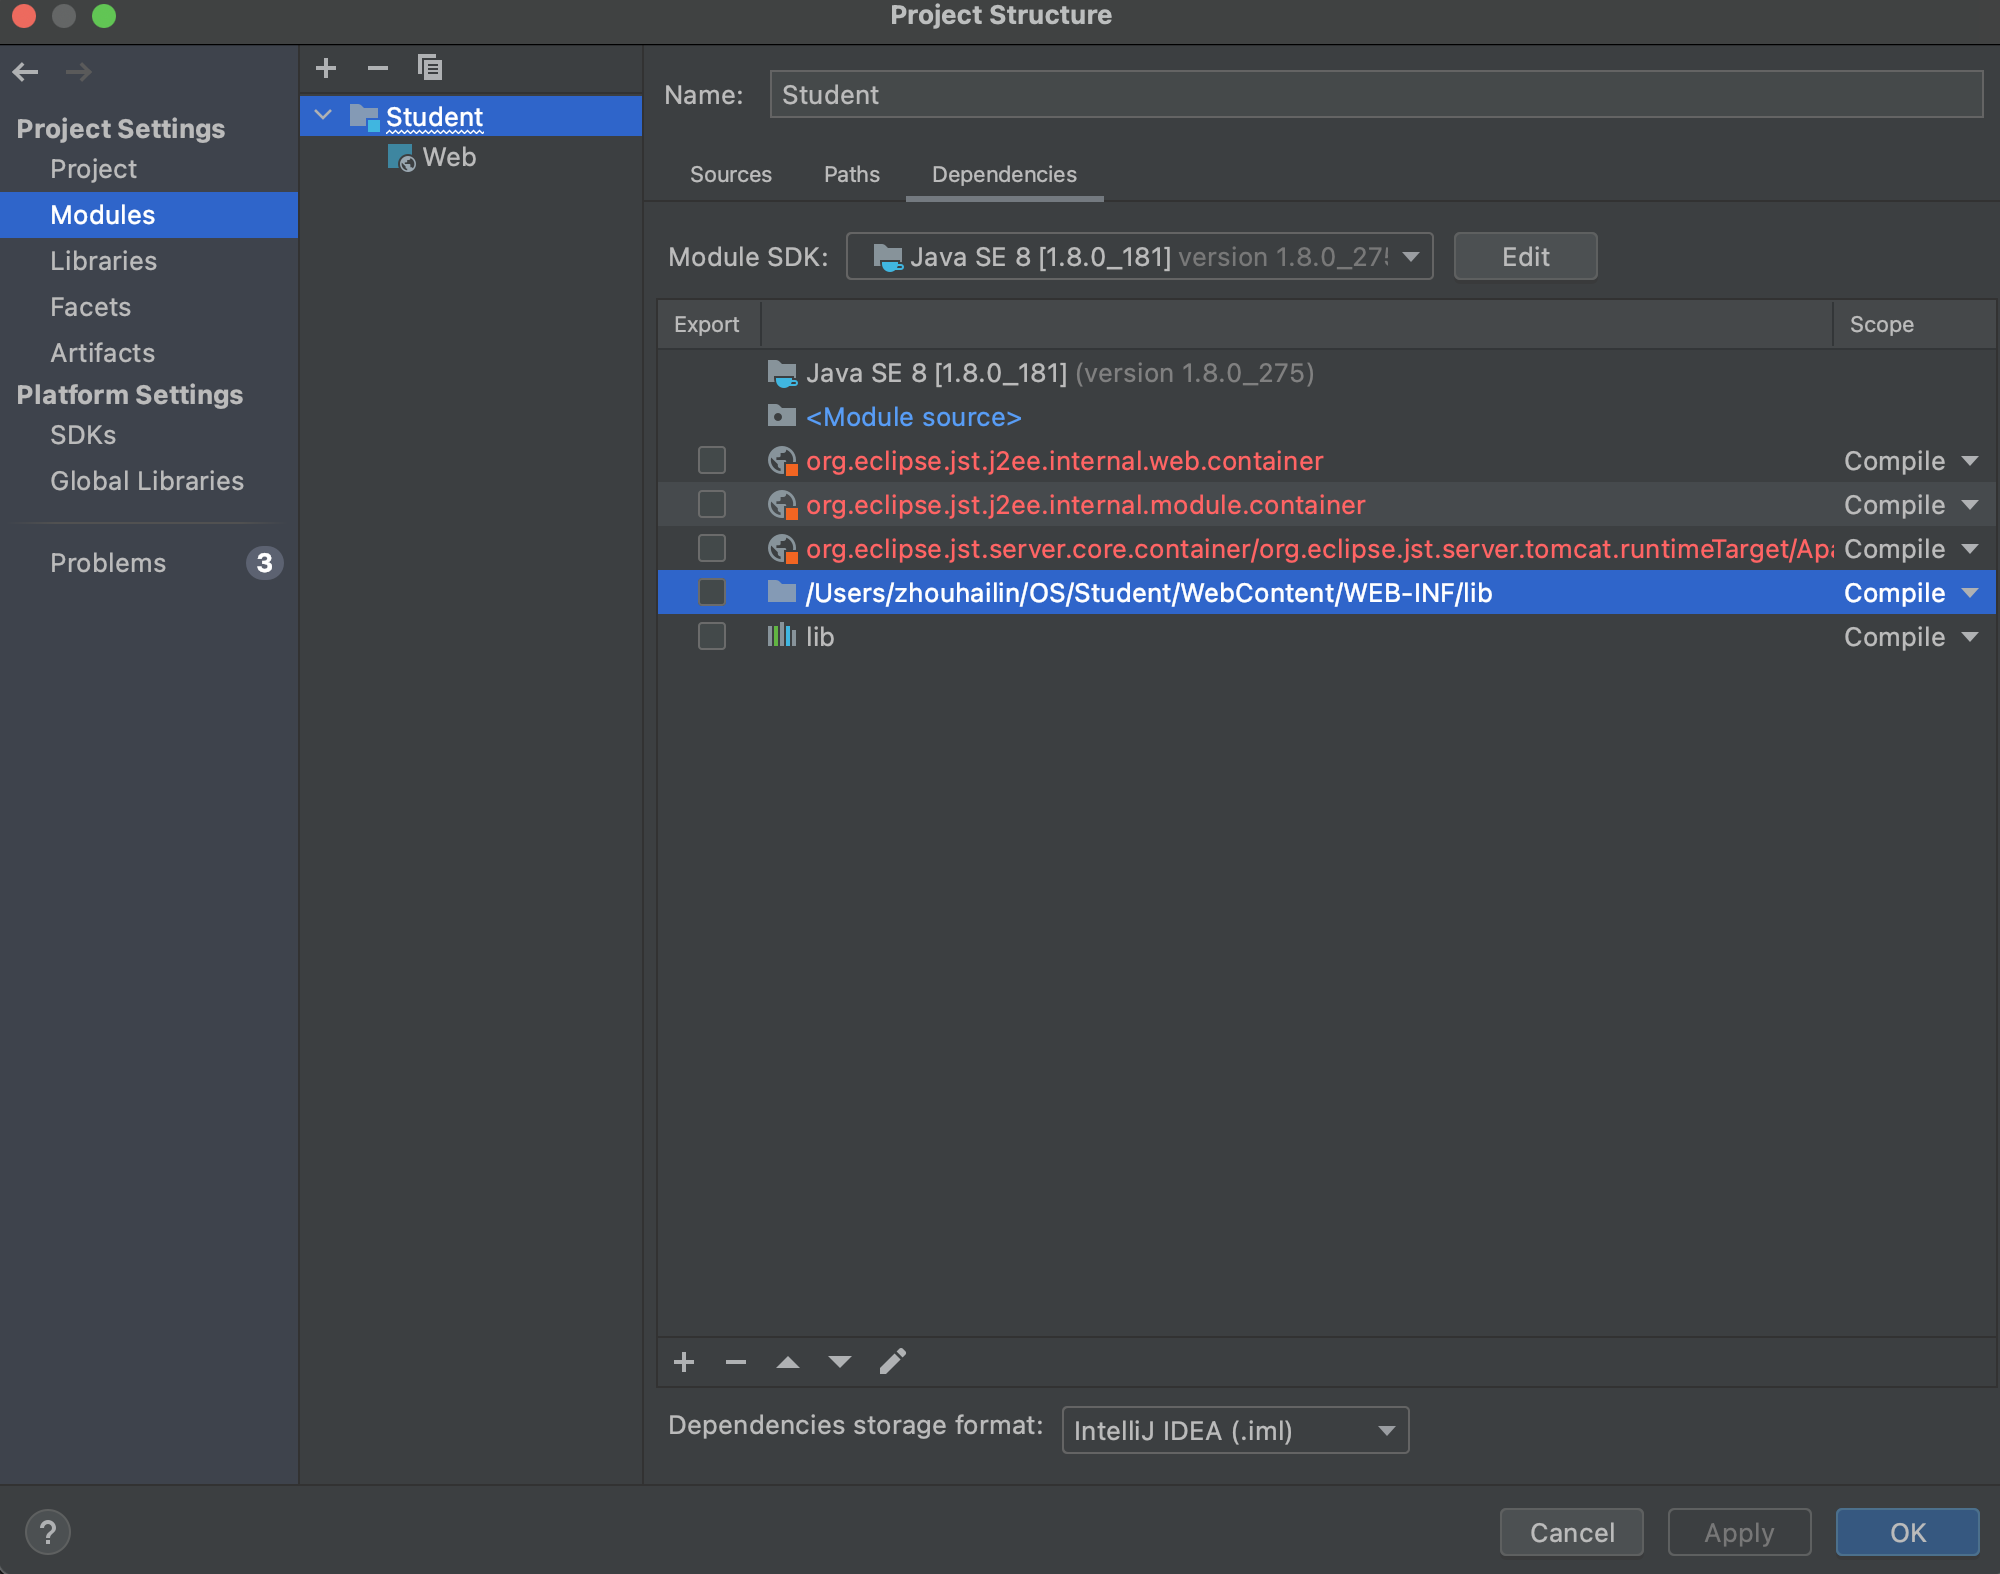 Project Structure
Project Settings
Project
Modules
Libraries
Facets
Artifacts
Platform Settings
SDKs
Global Libraries
Problems 3
Student
Web
Name: Student
Sources Paths Dependencies
Module SDK: Java SE 8 [1.8.0_181] version 1.8.0_275 Edit
Export Scope
Java SE 8 [1.8.0_181] (version 1.8.0_275)
<Module source>
org.eclipse.jst.j2ee.internal.web.container Compile
org.eclipse.jst.j2ee.internal.module.container Compile
org.eclipse.jst.server.core.container/org.eclipse.jst.server.tomcat.runtimeTarget/Apa Compile
/Users/zhouhailin/OS/Student/WebContent/WEB-INF/lib Compile
lib Compile
Dependencies storage format: IntelliJ IDEA (.iml)
? Cancel Apply OK